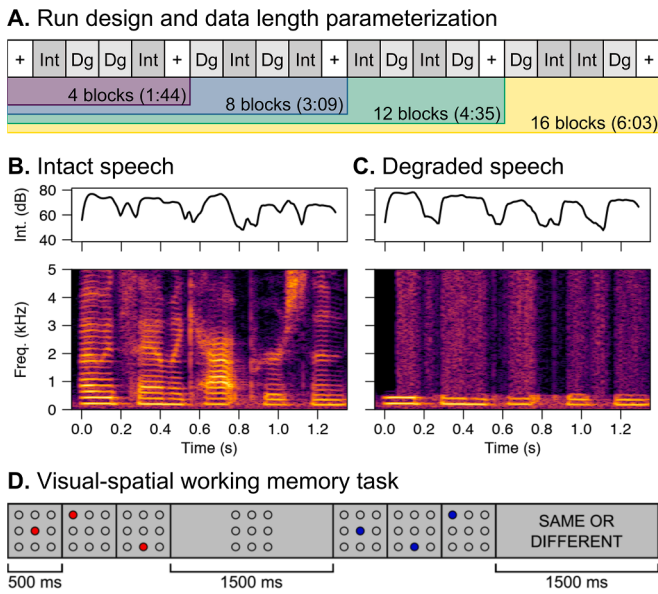 A. Run design and data length parameterization
+ Int Dg Dg Int + Dg Int Dg Int + Int Dg Int Dg + Dg Int Int Dg +
4 blocks (1:44)
8 blocks (3:09)
12 blocks (4:35)
16 blocks (6:03)
B. Intact speech
C. Degraded speech
Int. (dB)
80
60
40
Freq. (kHz)
5
4
3
2
1
0
0.0 0.2 0.4 0.6 0.8 1.0 1.2
Time (s)
0.0 0.2 0.4 0.6 0.8 1.0 1.2
Time (s)
D. Visual-spatial working memory task
SAME OR
DIFFERENT
500 ms
1500 ms
1500 ms